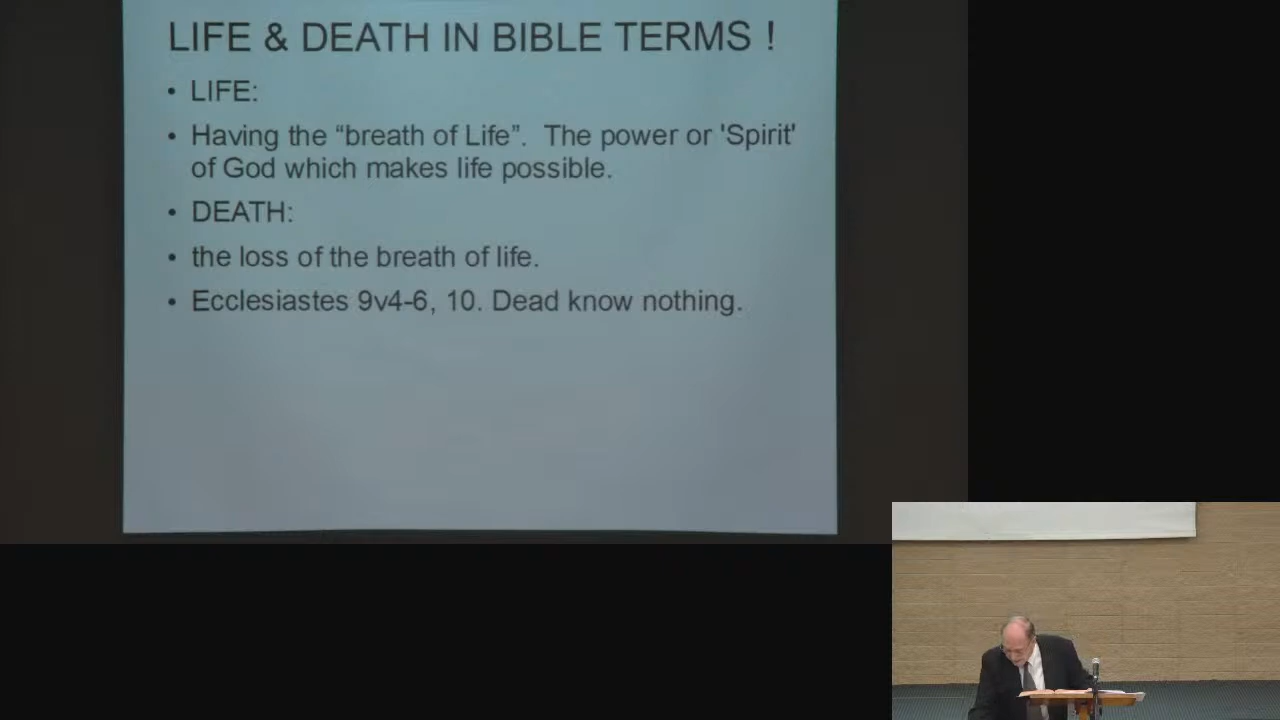 LIFE & DEATH IN BIBLE TERMS !
• LIFE:
• Having the “breath of Life”.  The power or 'Spirit'
of God which makes life possible.
• DEATH:
• the loss of the breath of life.
• Ecclesiastes 9v4-6, 10. Dead know nothing.